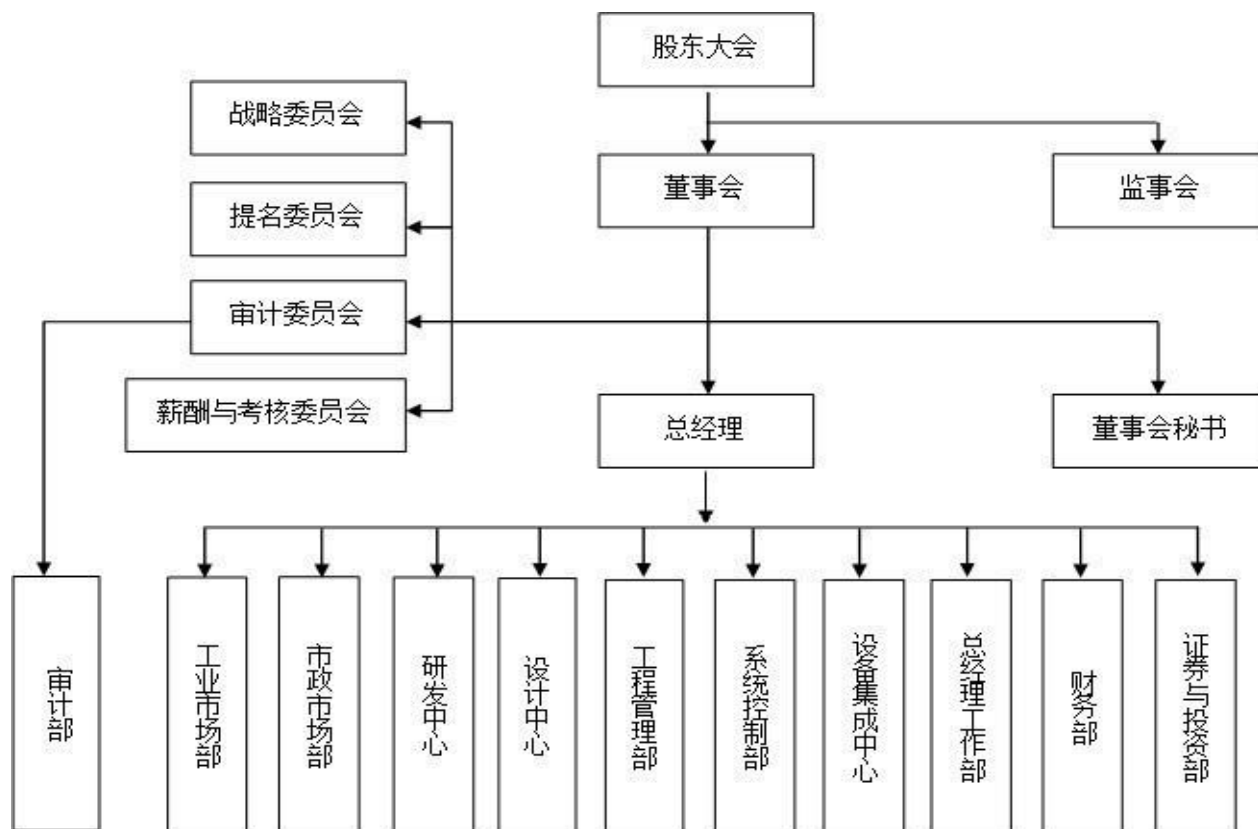 股东大会
战略委员会
董事会
监事会
提名委员会
审计委员会
薪酬与考核委员会
总经理
董事会秘书
审计部
工业市场部
市政市场部
研发中心
设计中心
工程管理部
系统控制部
设备集成中心
总经理工作部
财务部
证券与投资部